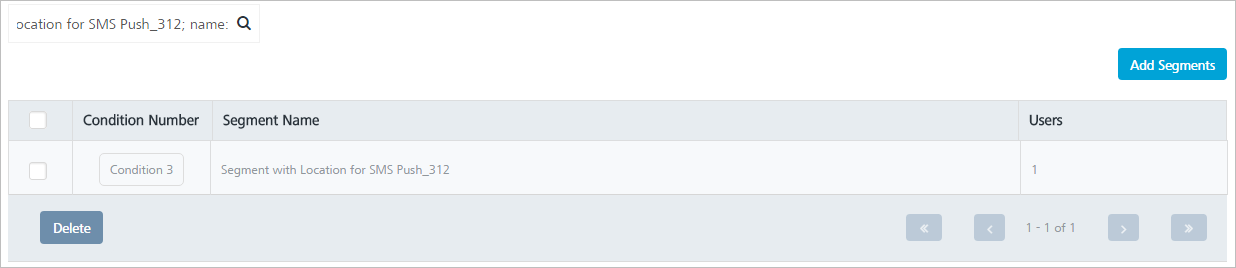 ocation for SMS Push_312; name:
Add Segments
Condition Number Segment Name Users
Condition 3 Segment with Location for SMS Push_312 1
Delete « ‹ 1 - 1 of 1 › »